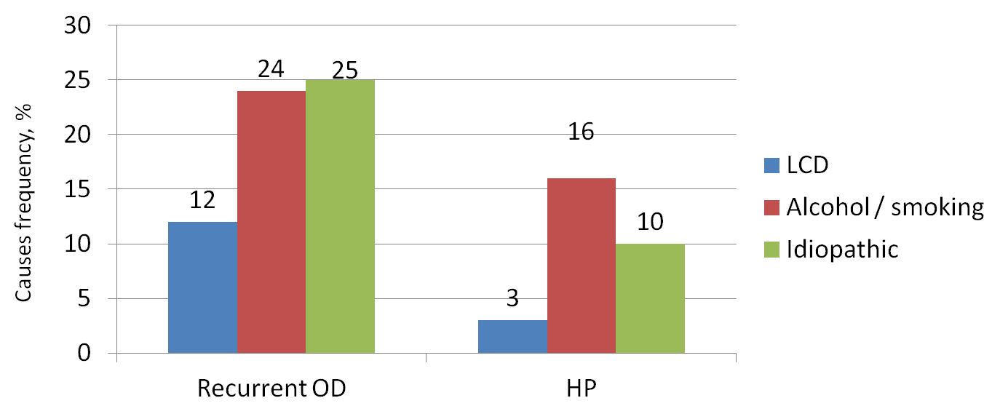 Causes frequency, %
30
25
20
15
10
5
0
12
24
25
3
16
10
Recurrent OD
HP
LCD
Alcohol / smoking
Idiopathic